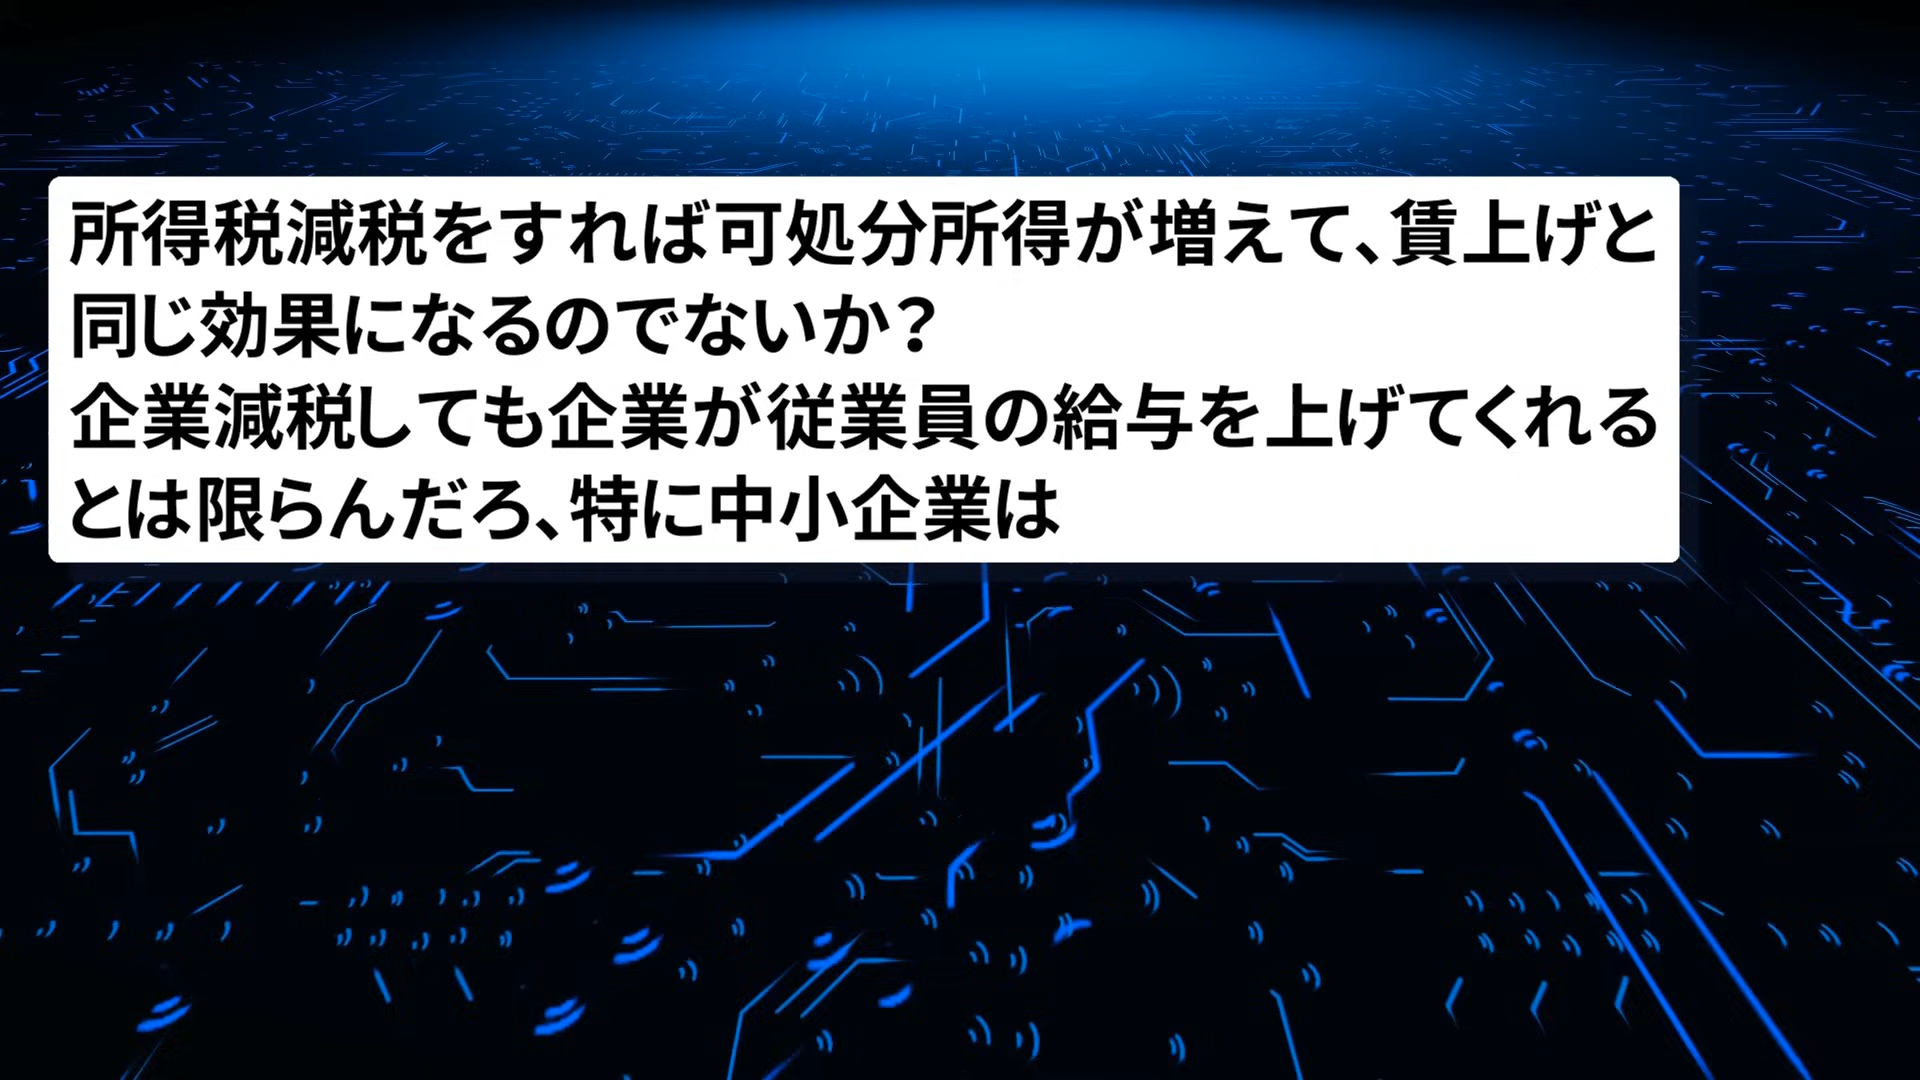 所得税減税をすれば可処分所得が増えて、賃上げと
同じ効果になるのでないか?
企業減税しても企業が従業員の給与を上げてくれる
とは限らんだろ、特に中小企業は